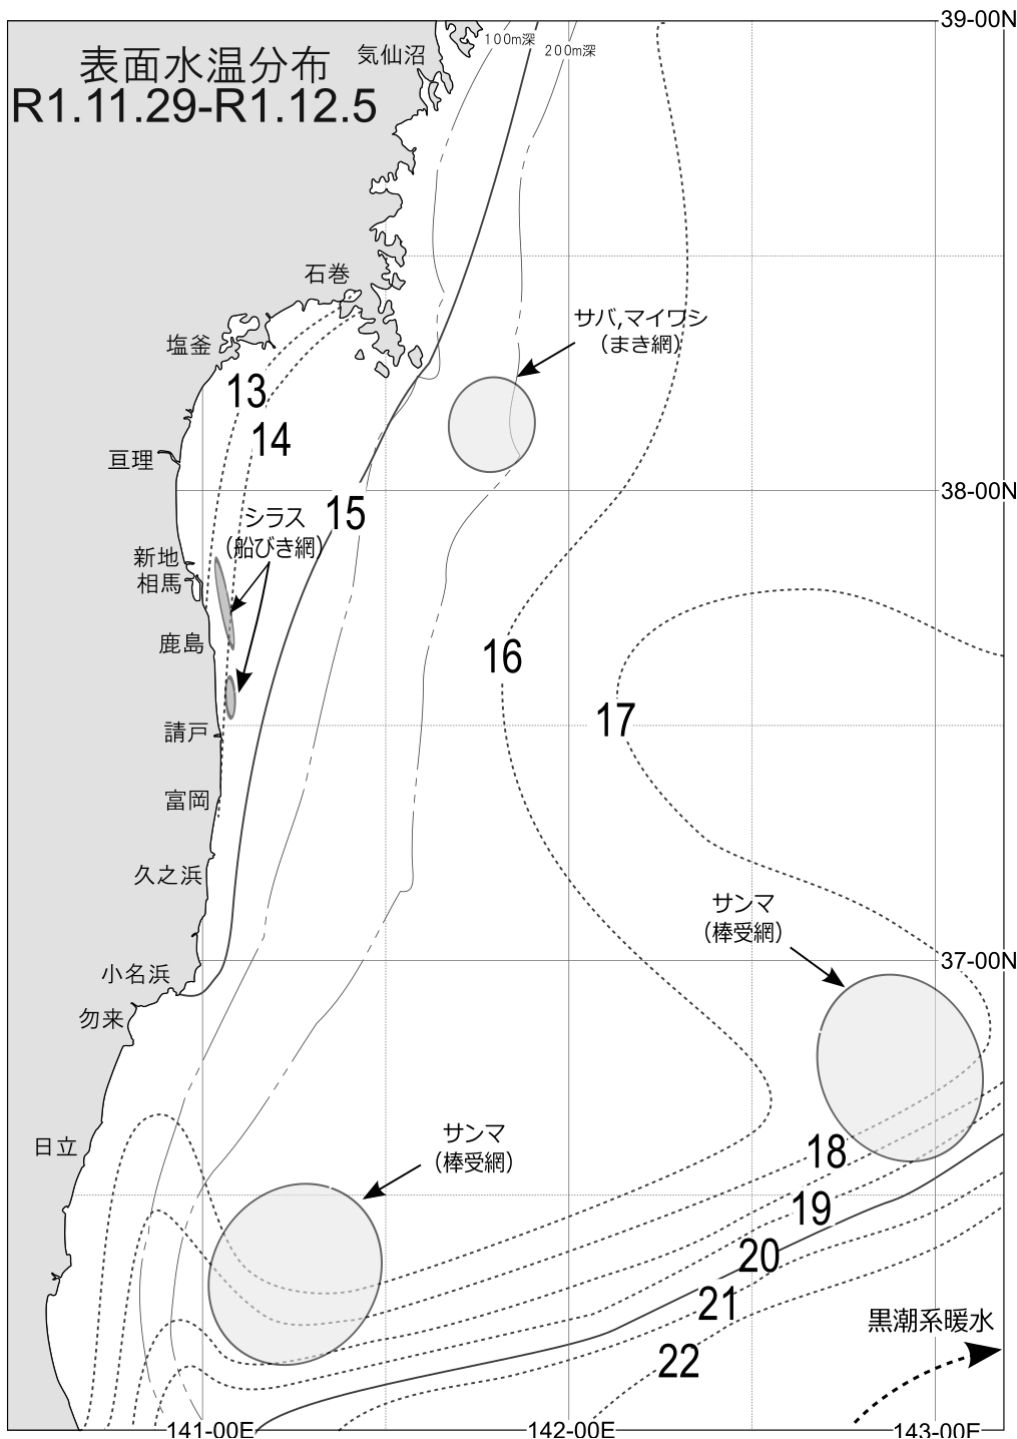 39-00N
100m深
200m深
気仙沼
表面水温分布
R1.11.29-R1.12.5
石巻
サバ,マイワシ
(まき網)
塩釜
13
14
亘理
38-00N
15
シラス
(船びき網)
新地
相馬
鹿島
16
17
請戸
富岡
久之浜
サンマ
(棒受網)
37-00N
小名浜
勿来
サンマ
(棒受網)
日立
18
19
20
21
22
黒潮系暖水
141-00E
142-00E
143-00E